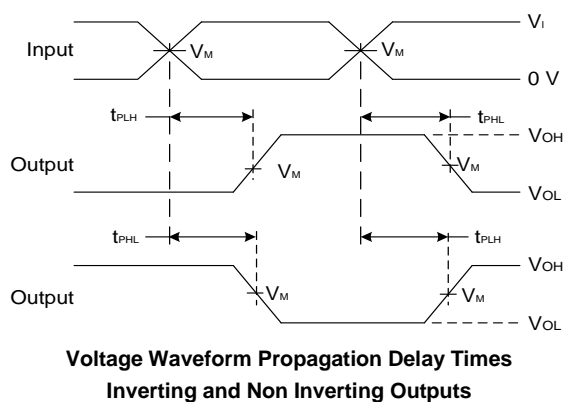 Input VM VM VI
0 V
tPLH tPHL
VOH
Output VM VM
VOL
tPHL tPLH
VOH
Output VM VM
VOL
Voltage Waveform Propagation Delay Times
Inverting and Non Inverting Outputs